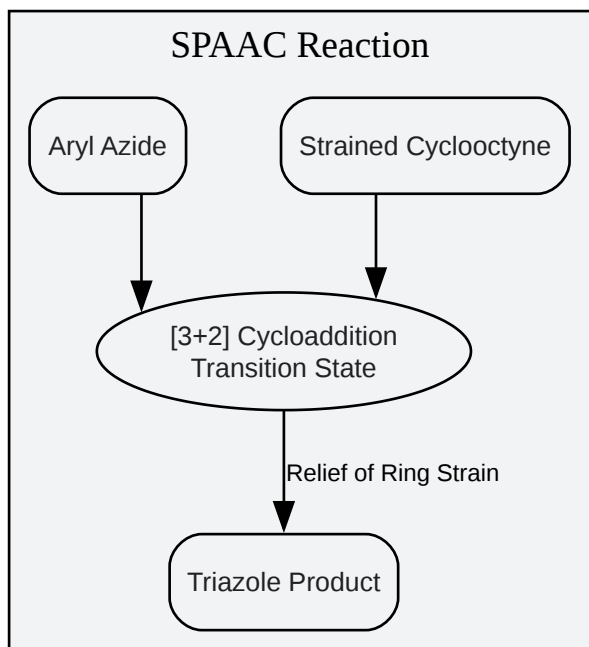 SPAAC Reaction
Aryl Azide
Strained Cyclooctyne
[3+2] Cycloaddition
Transition State
Relief of Ring Strain
Triazole Product